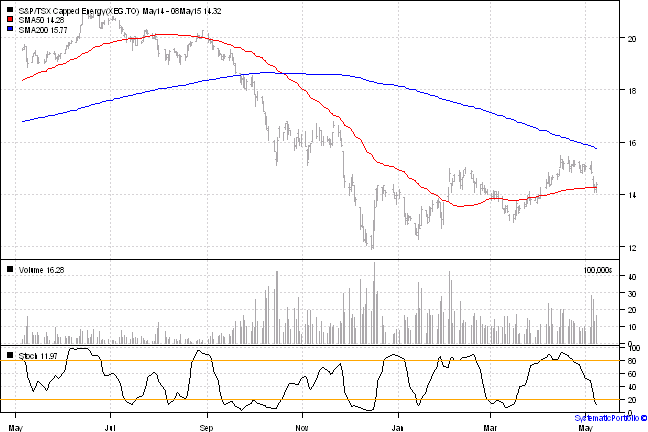 S&P/TSX Capped Energy(XEG.TO) May14 - 08May15 14.32
SMA50 14.28
SMA200 15.77
20
18
16
14
12
Volume 16.28
100,000s
40
30
20
10
0
Stoch 11.97
100
80
60
40
20
0
May Jul Sep Nov Jan Mar May
SystematicPortfolio ©